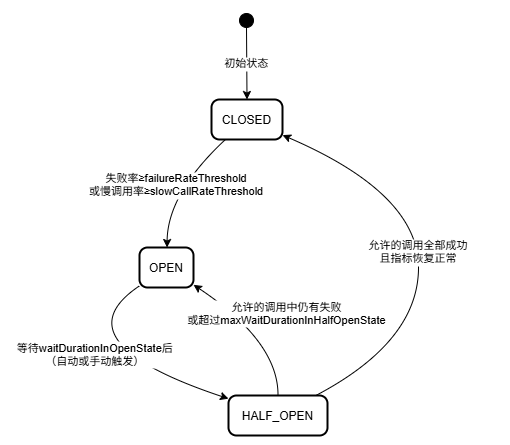 初始状态
CLOSED
失败率≥failureRateThreshold
或慢调用率≥slowCallRateThreshold
允许的调用全部成功
且指标恢复正常
OPEN
允许的调用中仍有失败
或超过maxWaitDurationInHalfOpenState
等待waitDurationInOpenState后
（自动或手动触发）
HALF_OPEN